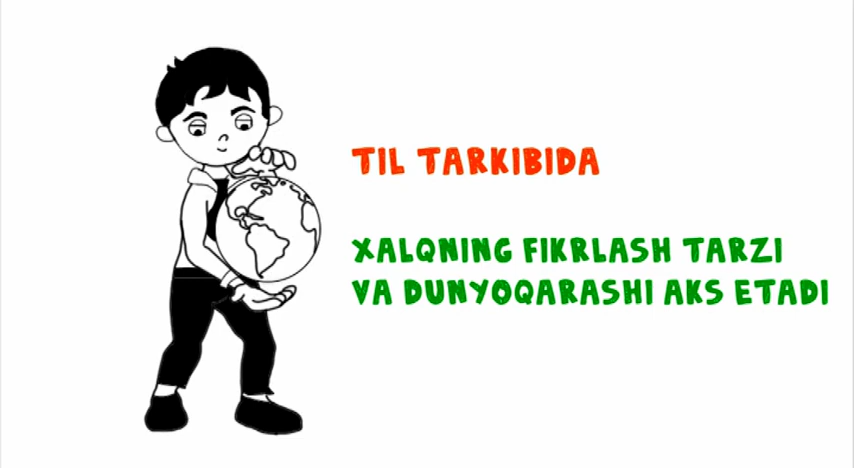 TIL TARKIBIDA
XALQNING FIKRLASH TARZI
VA DUNYOQARASHI AKS ETADI